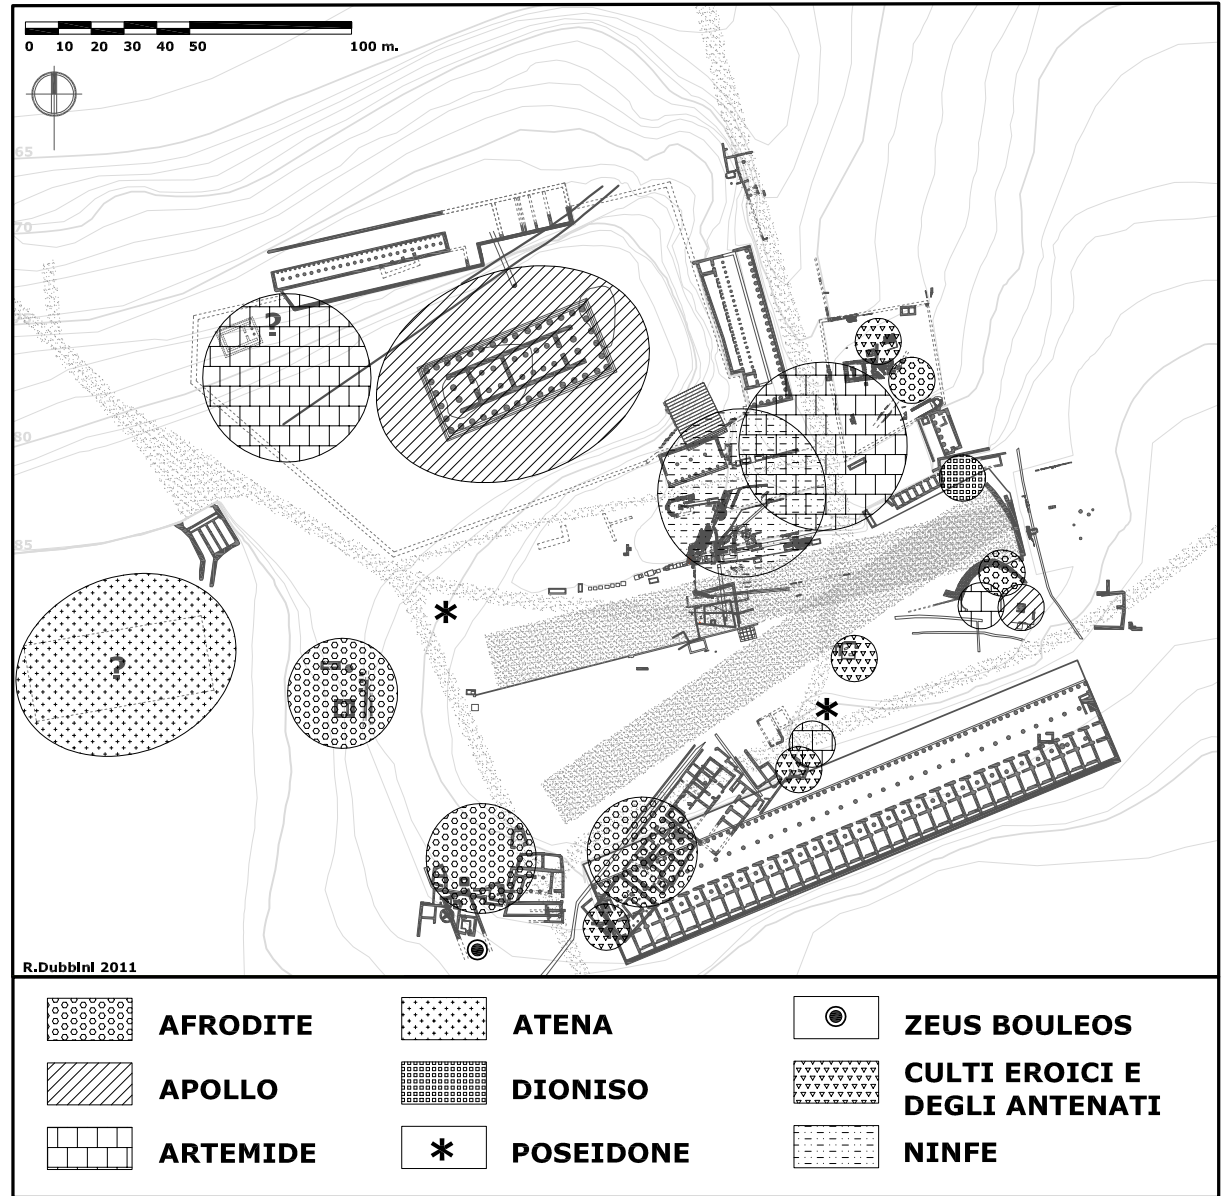 0 10 20 30 40 50 100 m.
65
70
?
80
85
*
?
*
R.Dubbini 2011
AFRODITE
ATENA
ZEUS BOULEOS
APOLLO
DIONISO
CULTI EROICI E
DEGLI ANTENATI
ARTEMIDE
* POSEIDONE
NINFE